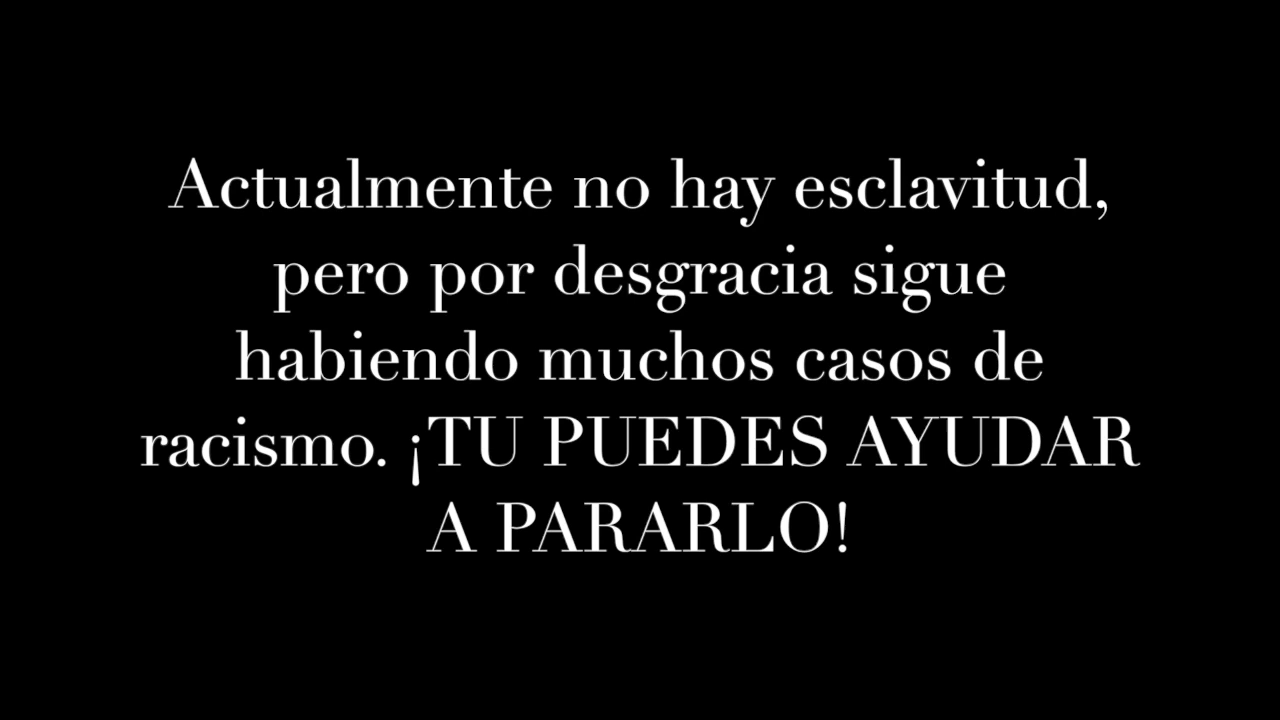 Actualmente no hay esclavitud,
pero por desgracia sigue
habiendo muchos casos de
racismo. ¡TU PUEDES AYUDAR
A PARARLO!